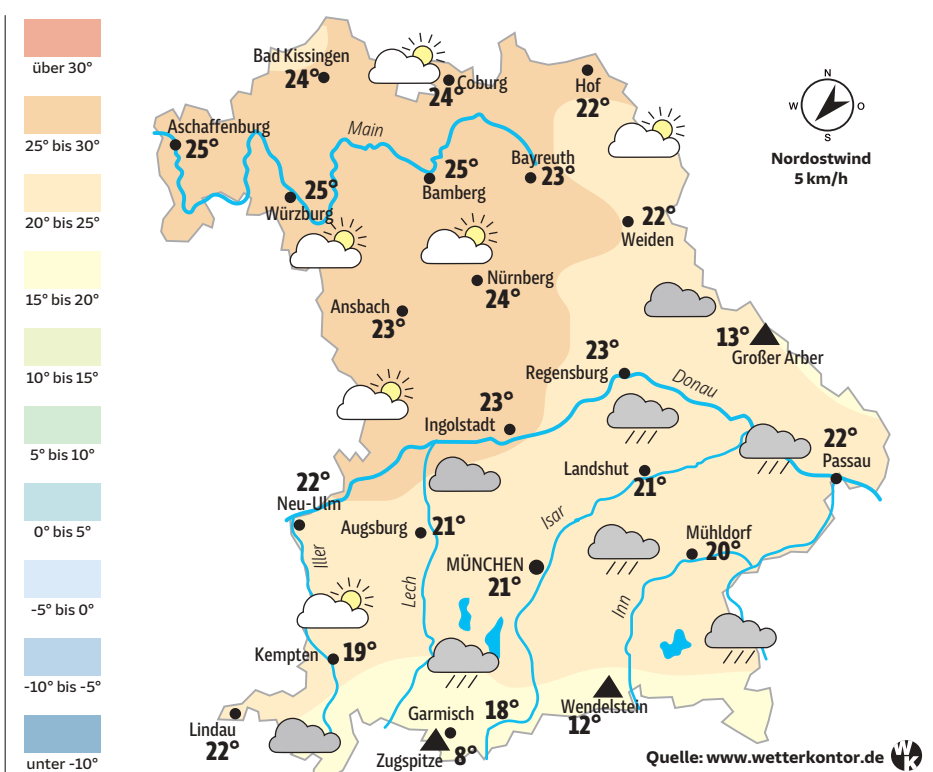 über 30°
25° bis 30°
20° bis 25°
15° bis 20°
10° bis 15°
5° bis 10°
0° bis 5°
-5° bis 0°
-10° bis -5°
unter -10°
Bad Kissingen
24°
Coburg
24°
Hof
22°
N
W O
S
Nordostwind
5 km/h
Aschaffenburg
25°
Main
Bayreuth
23°
25°
Bamberg
25°
Würzburg
22°
Weiden
Nürnberg
24°
Ansbach
23°
13°
Großer Arber
23°
Regensburg
Donau
23°
Ingolstadt
22°
Passau
Landshut
21°
22°
Neu-Ulm
Augsburg
21°
Isar
Mühldorf
20°
Iller
MÜNCHEN
21°
Lech
Inn
Kempten
19°
Lindau
22°
Garmisch
18°
Wendelstein
12°
Zugspitze
8°
Quelle: www.wetterkontor.de
WK